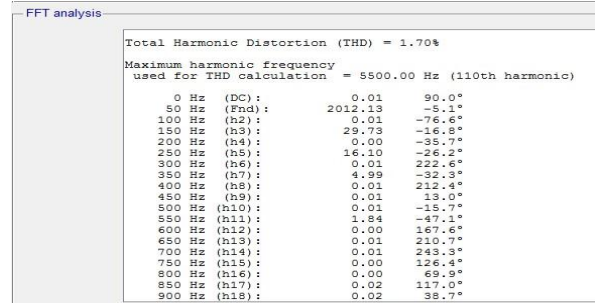 FFT analysis
Total Harmonic Distortion (THD) = 1.70%
Maximum harmonic frequency
used for THD calculation = 5500.00 Hz (110th harmonic)
0 Hz (DC): 0.01 90.0°
50 Hz (Fnd): 2012.13 -5.1°
100 Hz (h2): 0.01 -76.6°
150 Hz (h3): 29.73 -16.8°
200 Hz (h4): 0.00 -35.7°
250 Hz (h5): 16.10 -26.2°
300 Hz (h6): 0.01 222.6°
350 Hz (h7): 4.99 -32.3°
400 Hz (h8): 0.01 212.4°
450 Hz (h9): 0.01 13.0°
500 Hz (h10): 0.01 -15.7°
550 Hz (h11): 1.84 -47.1°
600 Hz (h12): 0.00 167.6°
650 Hz (h13): 0.01 210.7°
700 Hz (h14): 0.01 243.3°
750 Hz (h15): 0.00 126.4°
800 Hz (h16): 0.00 69.9°
850 Hz (h17): 0.02 117.0°
900 Hz (h18): 0.02 38.7°